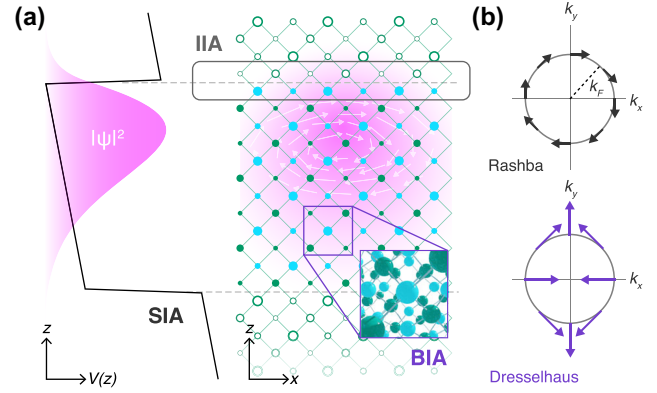 (a)
IIA
|ψ|²
SIA
z
V(z)
z
x
BIA
(b)
k_y
k_F
k_x
Rashba
k_y
k_x
Dresselhaus